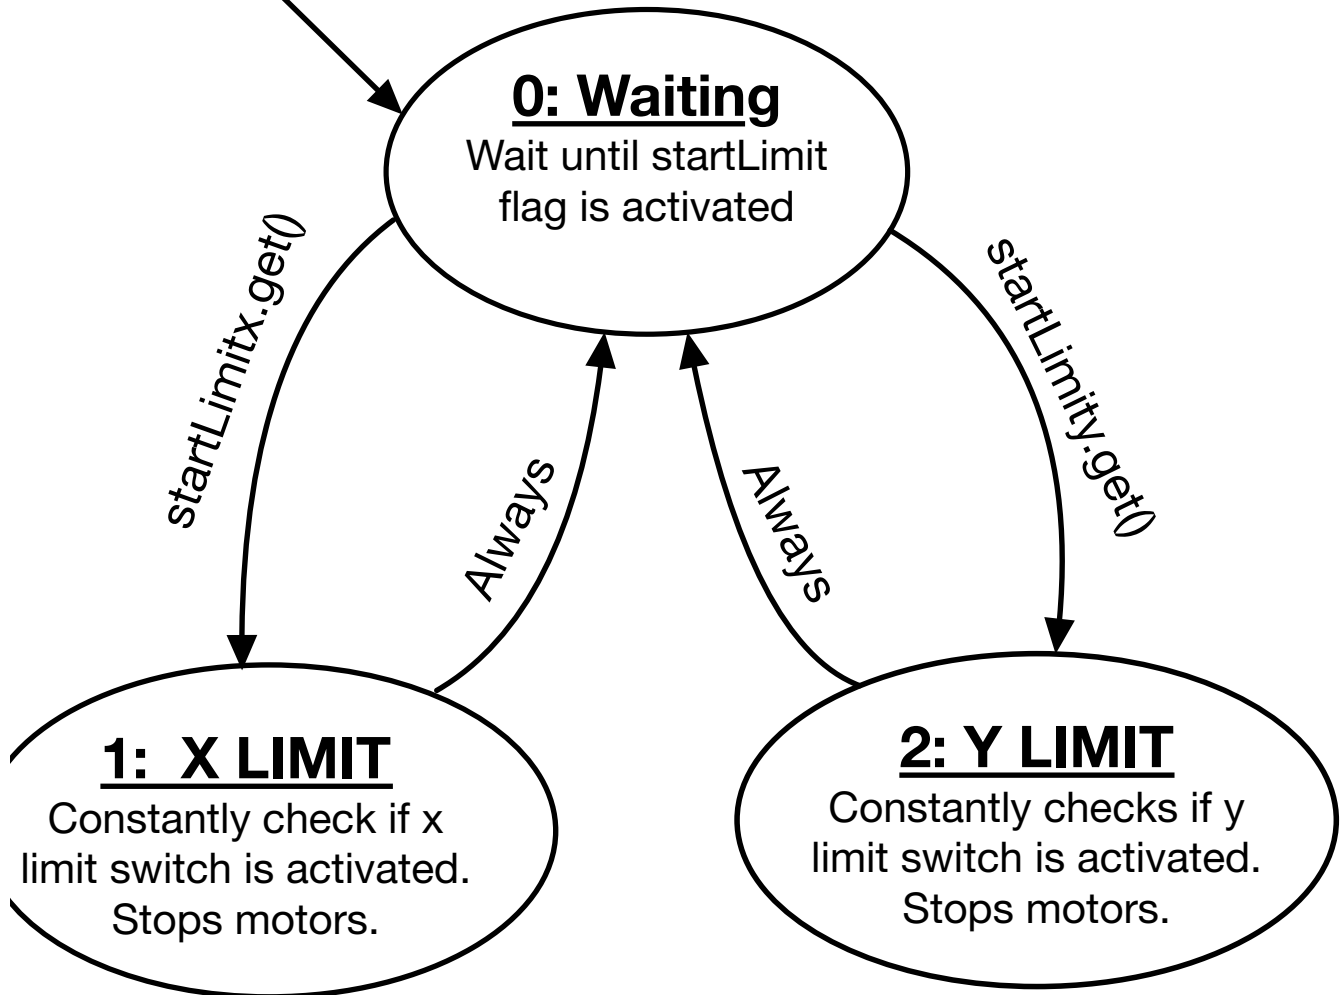 0: Waiting
Wait until startLimit
flag is activated
startLimitx.get()
startLimity.get()
Always
Always
1:  X LIMIT
Constantly check if x
limit switch is activated.
Stops motors.
2: Y LIMIT
Constantly checks if y
limit switch is activated.
Stops motors.